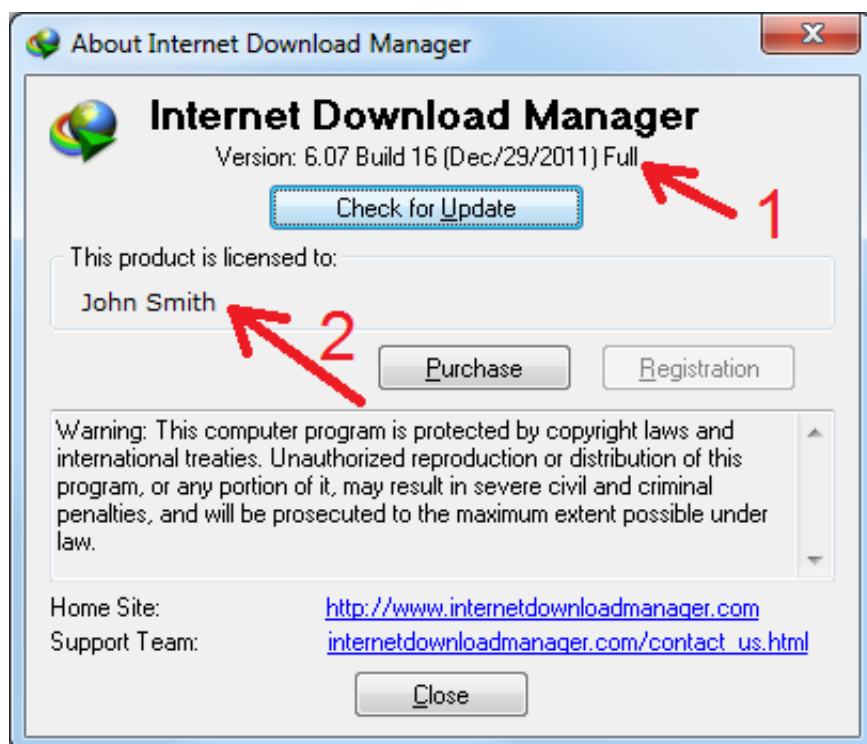 About Internet Download Manager
Internet Download Manager
Version: 6.07 Build 16 (Dec/29/2011) Full
1
Check for Update
This product is licensed to:
John Smith
2
Purchase Registration
Warning: This computer program is protected by copyright laws and
international treaties. Unauthorized reproduction or distribution of this
program, or any portion of it, may result in severe civil and criminal
penalties, and will be prosecuted to the maximum extent possible under
law.
Home Site: http://www.internetdownloadmanager.com
Support Team: internetdownloadmanager.com/contact_us.html
Close